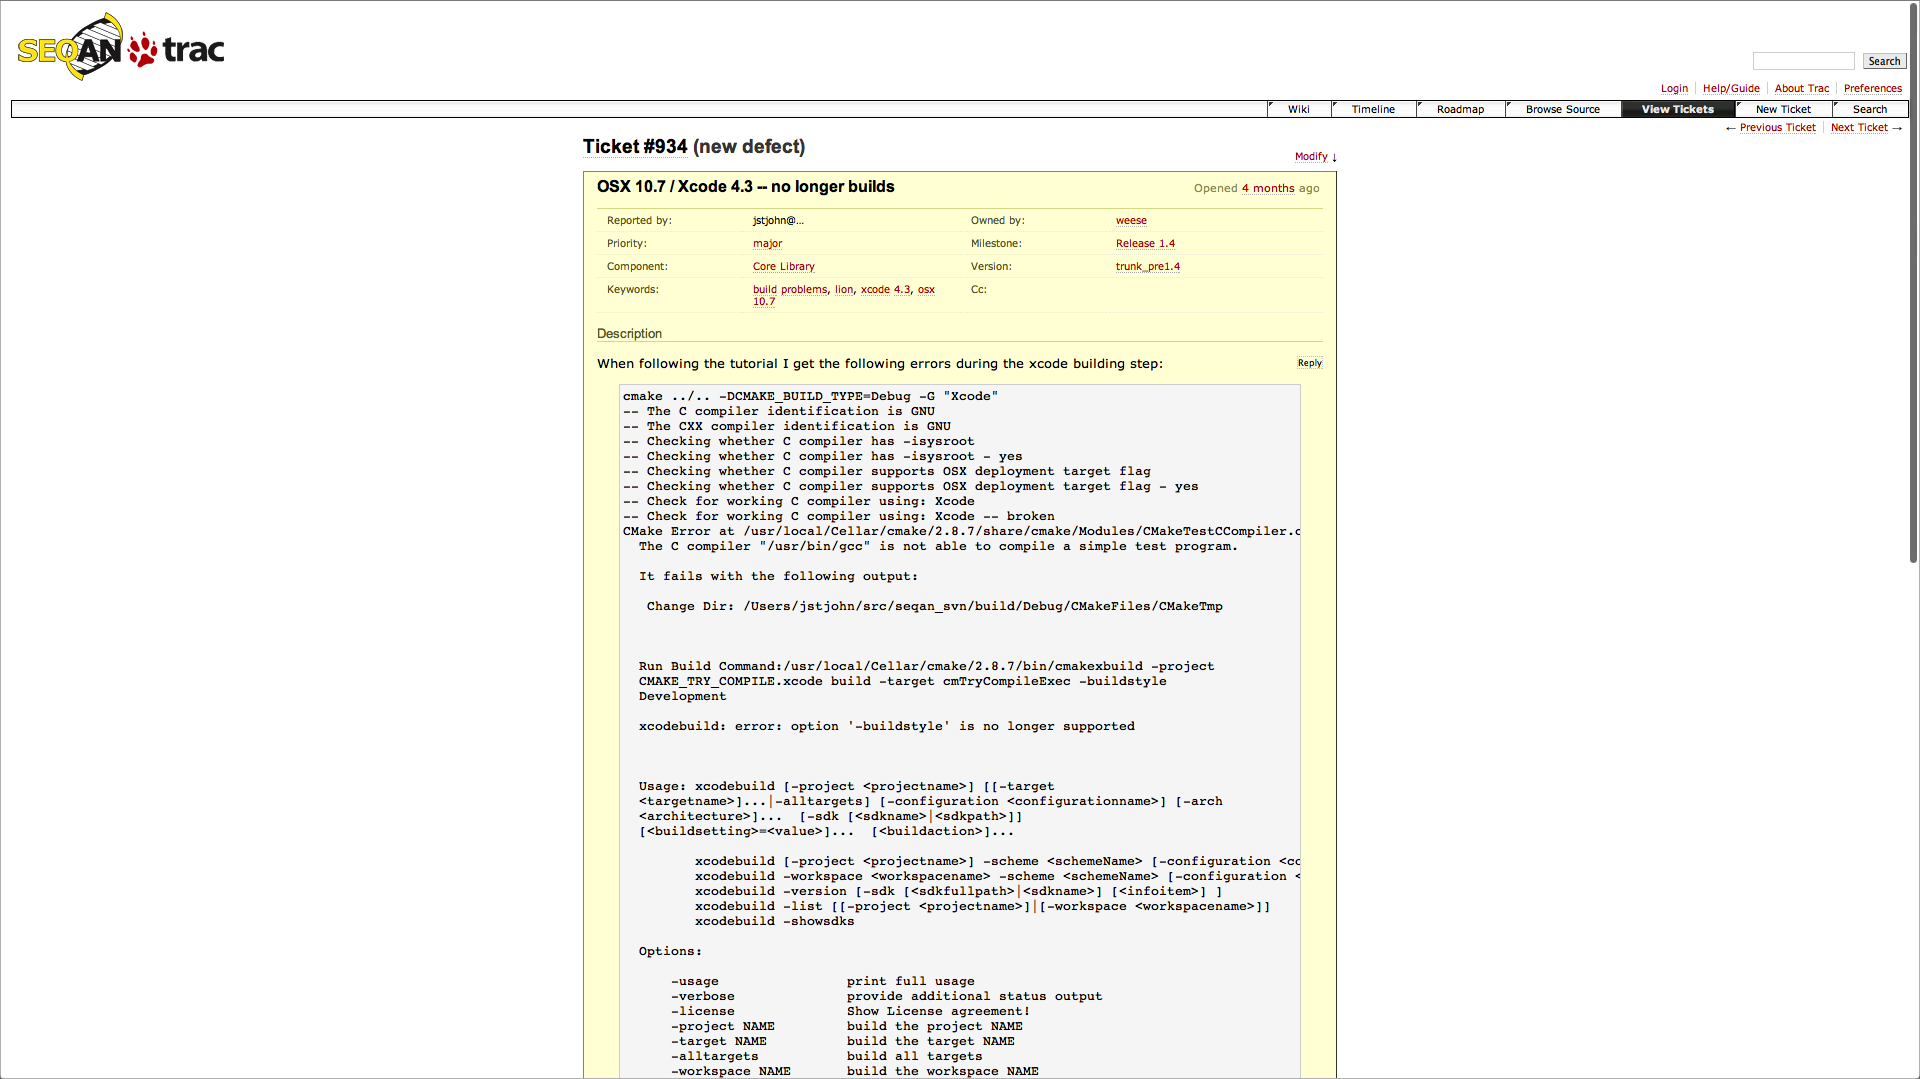 SEQAN trac
Search
Login Help/Guide About Trac Preferences
Wiki Timeline Roadmap Browse Source View Tickets New Ticket Search
← Previous Ticket Next Ticket →
Ticket #934 (new defect)
Modify ↓
OSX 10.7 / Xcode 4.3 -- no longer builds
Opened 4 months ago
Reported by: jstjohn@... Owned by: weese
Priority: major Milestone: Release 1.4
Component: Core Library Version: trunk_pre1.4
Keywords: build problems, lion, xcode 4.3, osx Cc:
10.7
Description
When following the tutorial I get the following errors during the xcode building step:
Reply
cmake ../.. -DCMAKE_BUILD_TYPE=Debug -G "Xcode"
-- The C compiler identification is GNU
-- The CXX compiler identification is GNU
-- Checking whether C compiler has -isysroot
-- Checking whether C compiler has -isysroot - yes
-- Checking whether C compiler supports OSX deployment target flag
-- Checking whether C compiler supports OSX deployment target flag - yes
-- Check for working C compiler using: Xcode
-- Check for working C compiler using: Xcode -- broken
CMake Error at /usr/local/Cellar/cmake/2.8.7/share/cmake/Modules/CMakeTestCCompiler.c
The C compiler "/usr/bin/gcc" is not able to compile a simple test program.
It fails with the following output:
Change Dir: /Users/jstjohn/src/seqan_svn/build/Debug/CMakeFiles/CMakeTmp
Run Build Command:/usr/local/Cellar/cmake/2.8.7/bin/cmakexbuild -project
CMAKE_TRY_COMPILE.xcode build -target cmTryCompileExec -buildstyle
Development
xcodebuild: error: option '-buildstyle' is no longer supported
Usage: xcodebuild [-project <projectname>] [[-target
<targetname>]...|-alltargets] [-configuration <configurationname>] [-arch
<architecture>]... [-sdk [<sdkname>|<sdkpath>]]
[<buildsetting>=<value>]... [<buildaction>]...
xcodebuild [-project <projectname>] -scheme <schemeName> [-configuration <co
xcodebuild -workspace <workspacename> -scheme <schemeName> [-configuration <
xcodebuild -version [-sdk [<sdkfullpath>|<sdkname>] [<infoitem>] ]
xcodebuild -list [[-project <projectname>]|[-workspace <workspacename>]]
xcodebuild -showsdks
Options:
-usage print full usage
-verbose provide additional status output
-license Show License agreement!
-project NAME build the project NAME
-target NAME build the target NAME
-alltargets build all targets
-workspace NAME build the workspace NAME